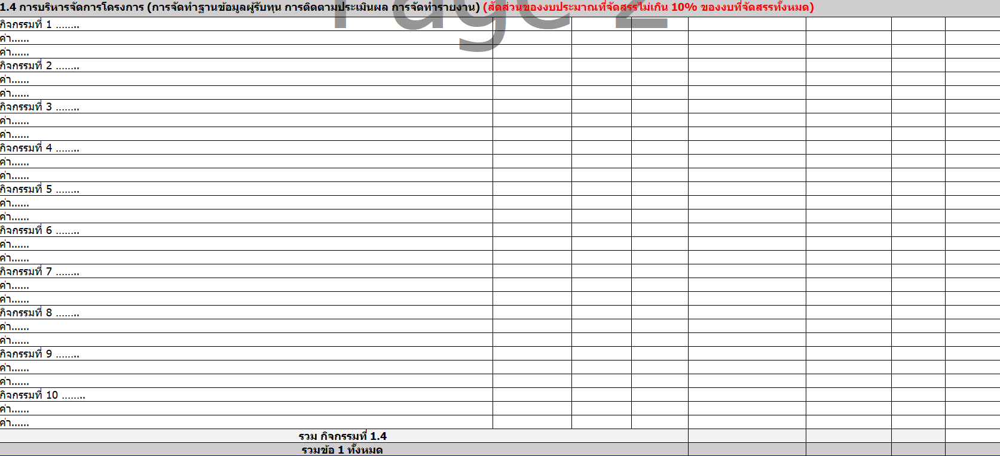 1.4 การบริหารจัดการโครงการ (การจัดทำฐานข้อมูลผู้รับทุน การติดตามประเมินผล การจัดทำรายงาน) (สัดส่วนของงบประมาณที่จัดสรรไม่เกิน 10% ของงบที่จัดสรรทั้งหมด)
Page 2
กิจกรรมที่ 1 ........
ค่า......
ค่า......
กิจกรรมที่ 2 ........
ค่า......
ค่า......
กิจกรรมที่ 3 ........
ค่า......
ค่า......
กิจกรรมที่ 4 ........
ค่า......
ค่า......
กิจกรรมที่ 5 ........
ค่า......
ค่า......
กิจกรรมที่ 6 ........
ค่า......
ค่า......
กิจกรรมที่ 7 ........
ค่า......
ค่า......
กิจกรรมที่ 8 ........
ค่า......
ค่า......
กิจกรรมที่ 9 ........
ค่า......
ค่า......
กิจกรรมที่ 10 ........
ค่า......
ค่า......
รวม กิจกรรมที่ 1.4
รวมข้อ 1 ทั้งหมด